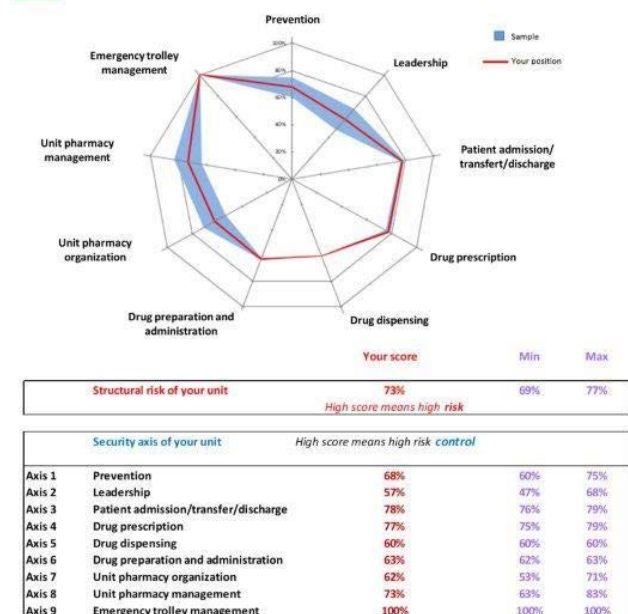 Prevention
Sample
Your position
Emergency trolley
management
Leadership
100%
80%
60%
40%
20%
0%
Unit pharmacy
management
Patient admission/
transfert/discharge
Unit pharmacy
organization
Drug prescription
Drug preparation and
administration
Drug dispensing
Your score Min Max
Structural risk of your unit 73% 69% 77%
High score means high risk
Security axis of your unit High score means high risk control
Axis 1 Prevention 68% 60% 75%
Axis 2 Leadership 57% 47% 68%
Axis 3 Patient admission/transfer/discharge 78% 76% 79%
Axis 4 Drug prescription 77% 75% 79%
Axis 5 Drug dispensing 60% 60% 60%
Axis 6 Drug preparation and administration 63% 62% 63%
Axis 7 Unit pharmacy organization 62% 53% 71%
Axis 8 Unit pharmacy management 73% 63% 83%
Axis 9 Emergency trolley management 100% 100% 100%